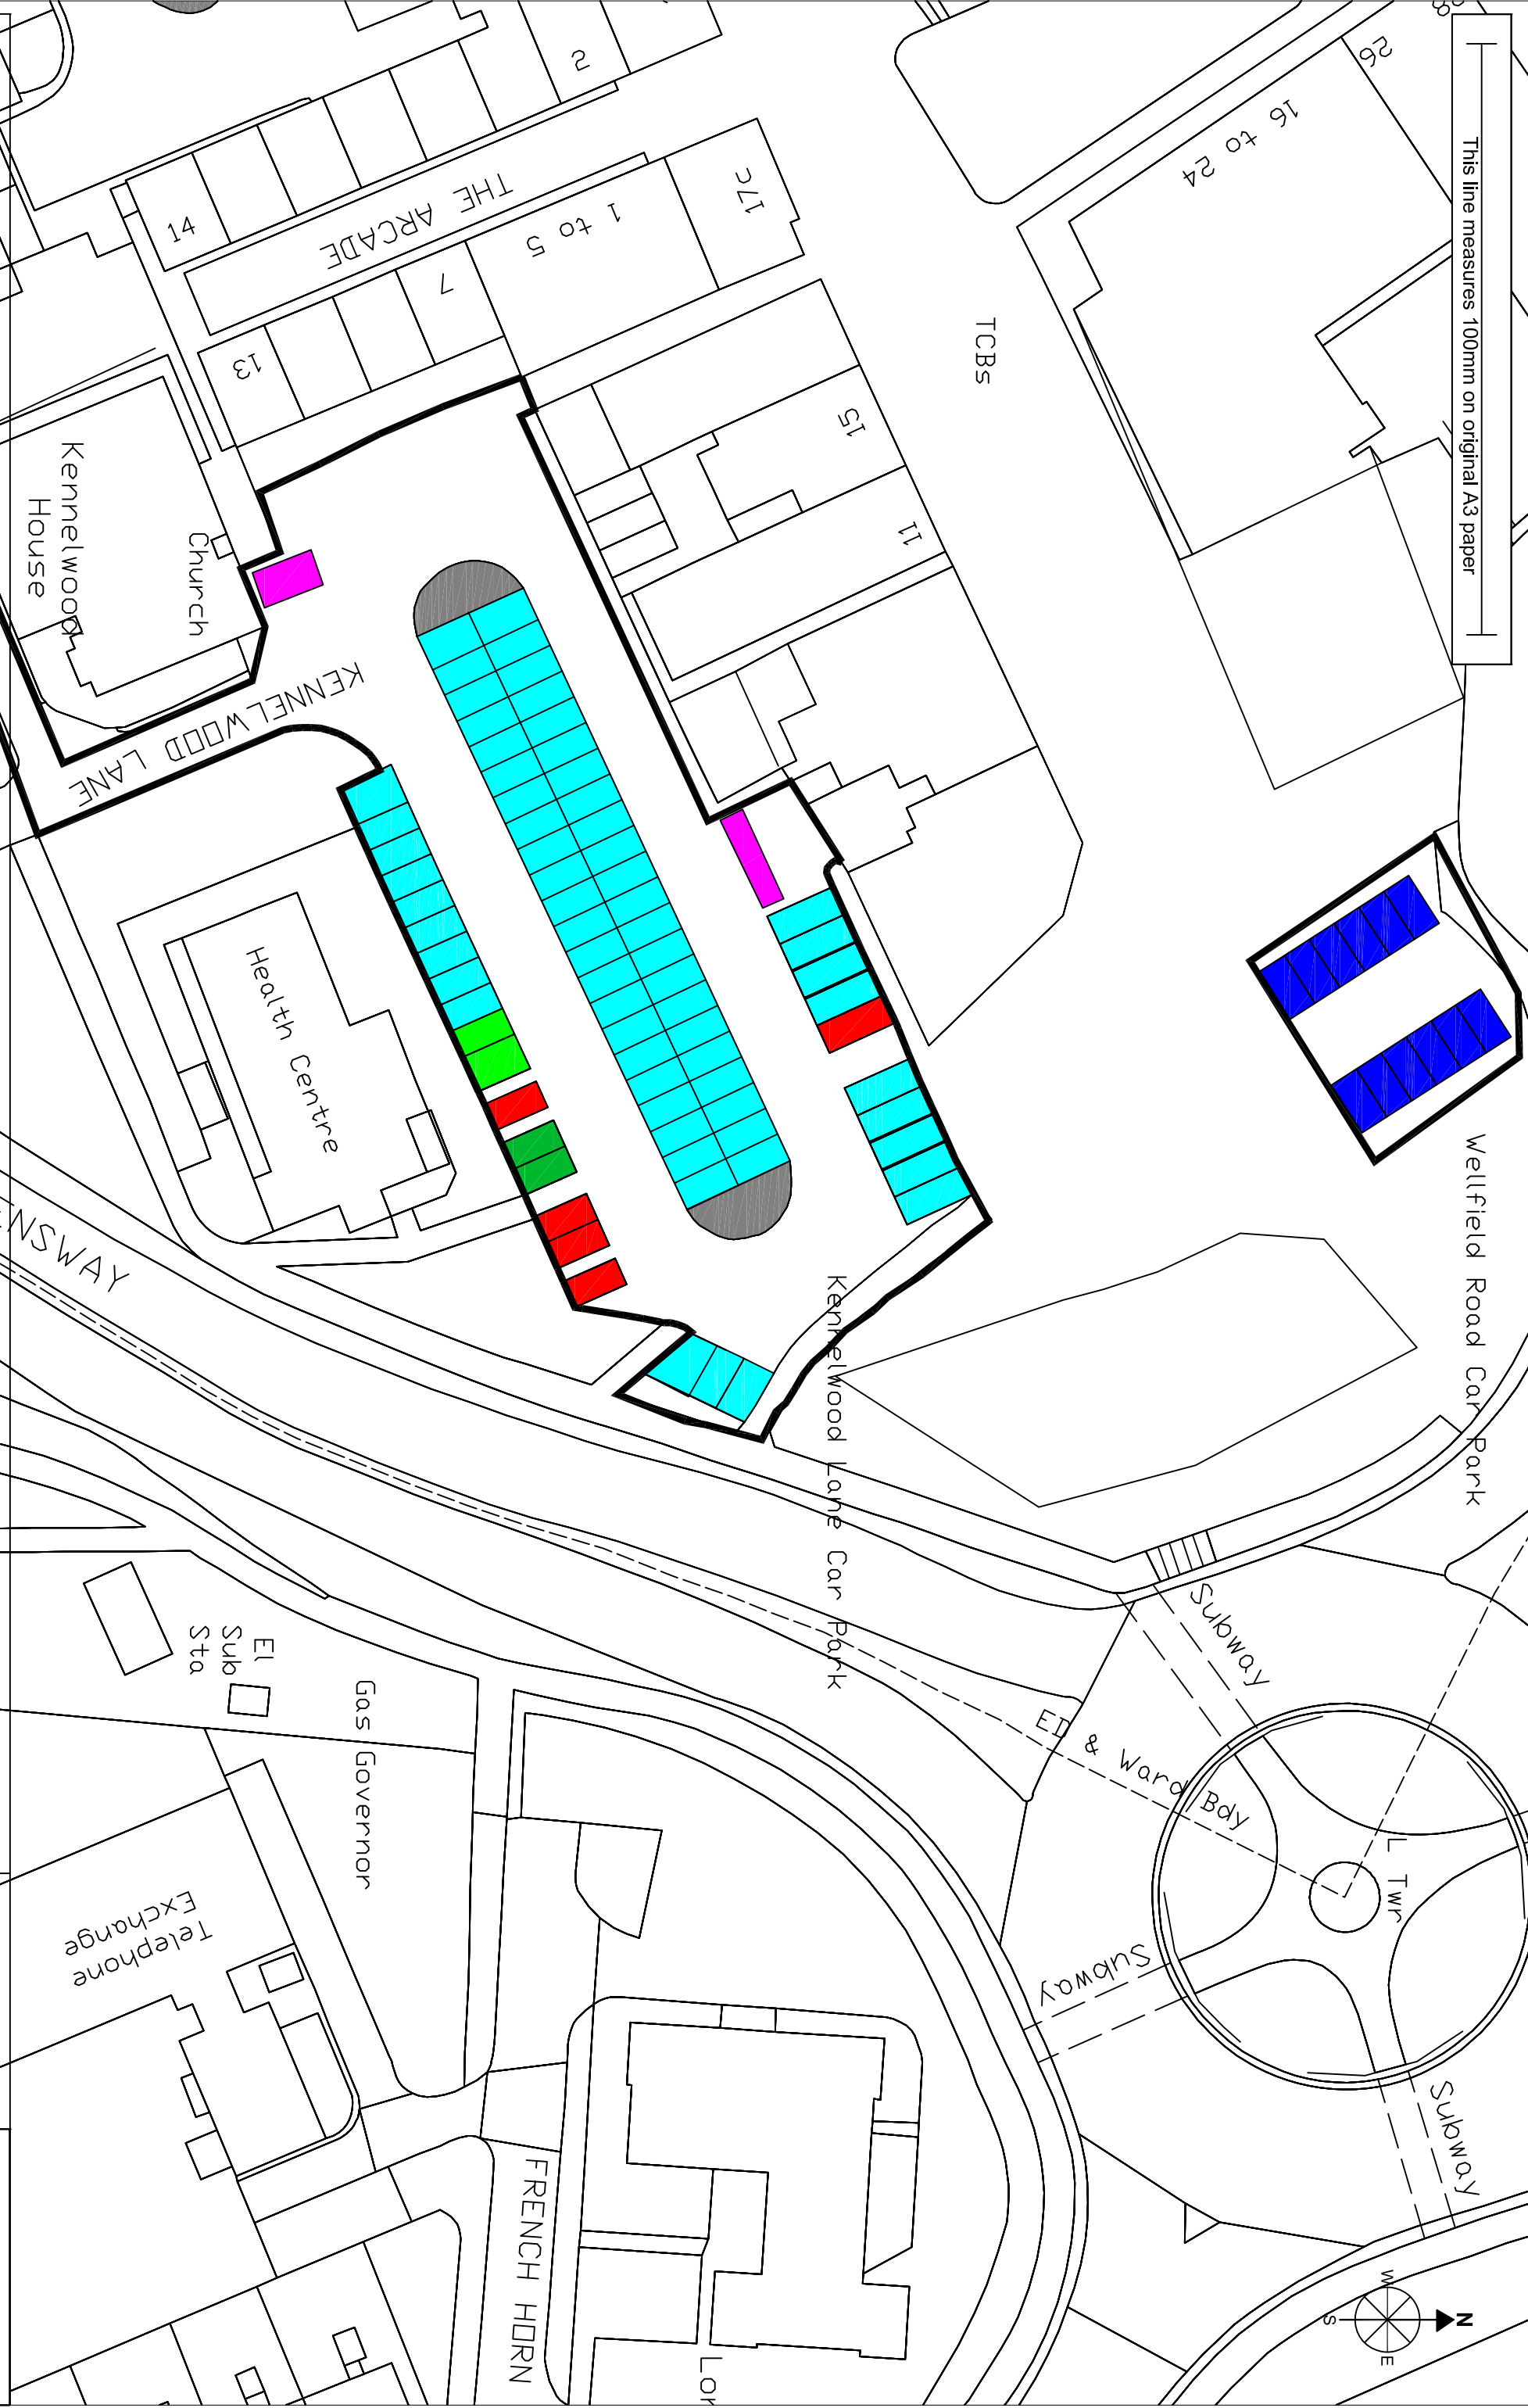 This line measures 100mm on original A3 paper
26
16 to 24
2
17c
THE ARCADE
1 to 5
14
7
13
TCBs
15
11
Kennelwood
House
Church
KENNELWOOD LANE
Health Centre
Wellfield Road Car Park
Kennelwood Lane Car Park
ENSWAY
Subway
El
Sub
Sta
Gas Governor
ED & Ward Bdy
L Twr
Telephone
Exchange
Subway
Subway
FRENCH HORN
Lor
N
W
S
E